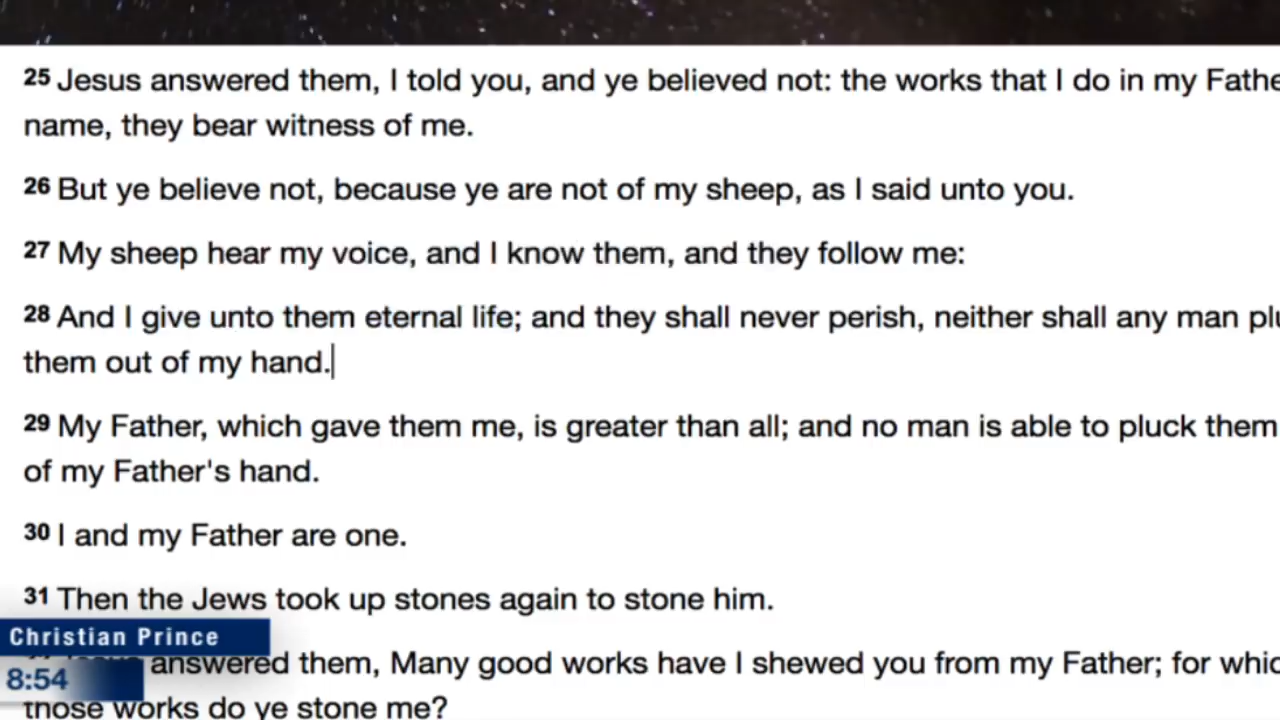 25 Jesus answered them, I told you, and ye believed not: the works that I do in my
name, they bear witness of me.
26 But ye believe not, because ye are not of my sheep, as I said unto you.
27 My sheep hear my voice, and I know them, and they follow me:
28 And I give unto them eternal life; and they shall never perish, neither shall any man
them out of my hand.
29 My Father, which gave them me, is greater than all; and no man is able to pluck them
of my Father's hand.
30 I and my Father are one.
31 Then the Jews took up stones again to stone him.
Christian Prince
answered them, Many good works have I shewed you from my Father; for
8:54
those works do ye stone me?